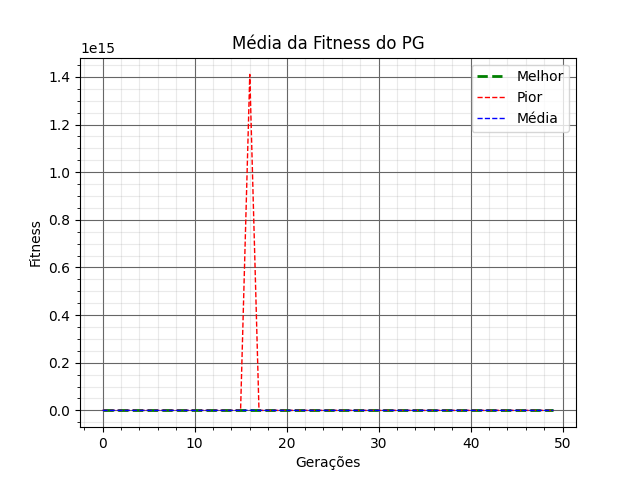 Média da Fitness do PG
1e15
Melhor
Pior
Média
1.4
1.2
1.0
0.8
0.6
0.4
0.2
0.0
Fitness
0 10 20 30 40 50
Gerações